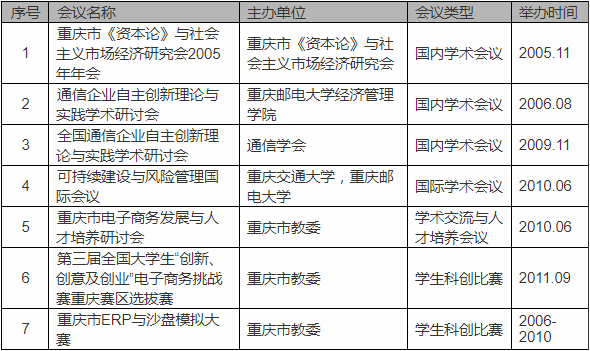 序号 会议名称 主办单位 会议类型 举办时间
1 重庆市《资本论》与社会主义市场经济研究会2005年年会 重庆市《资本论》与社会主义市场经济研究会 国内学术会议 2005.11
2 通信企业自主创新理论与实践学术研讨会 重庆邮电大学经济管理学院 国内学术会议 2006.08
3 全国通信企业自主创新理论与实践学术研讨会 通信学会 国内学术会议 2009.11
4 可持续建设与风险管理国际会议 重庆交通大学，重庆邮电大学 国际学术会议 2010.06
5 重庆市电子商务发展与人才培养研讨会 重庆市教委 学术交流与人才培养会议 2010.06
6 第三届全国大学生“创新、创意及创业”电子商务挑战赛重庆赛区选拔赛 重庆市教委 学生科创比赛 2011.09
7 重庆市ERP与沙盘模拟大赛 重庆市教委 学生科创比赛 2006-2010